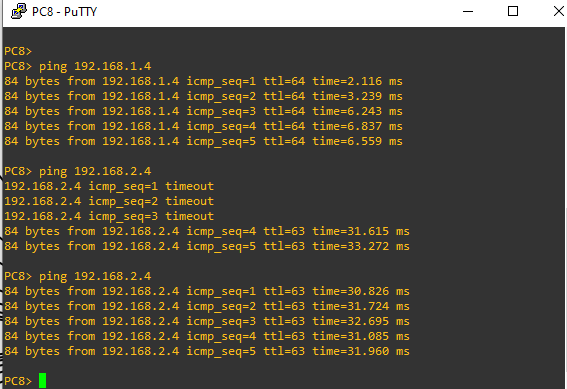 PC8 - PuTTY
PC8>
PC8> ping 192.168.1.4
84 bytes from 192.168.1.4 icmp_seq=1 ttl=64 time=2.116 ms
84 bytes from 192.168.1.4 icmp_seq=2 ttl=64 time=3.239 ms
84 bytes from 192.168.1.4 icmp_seq=3 ttl=64 time=6.243 ms
84 bytes from 192.168.1.4 icmp_seq=4 ttl=64 time=6.837 ms
84 bytes from 192.168.1.4 icmp_seq=5 ttl=64 time=6.559 ms
PC8> ping 192.168.2.4
192.168.2.4 icmp_seq=1 timeout
192.168.2.4 icmp_seq=2 timeout
192.168.2.4 icmp_seq=3 timeout
84 bytes from 192.168.2.4 icmp_seq=4 ttl=63 time=31.615 ms
84 bytes from 192.168.2.4 icmp_seq=5 ttl=63 time=33.272 ms
PC8> ping 192.168.2.4
84 bytes from 192.168.2.4 icmp_seq=1 ttl=63 time=30.826 ms
84 bytes from 192.168.2.4 icmp_seq=2 ttl=63 time=31.724 ms
84 bytes from 192.168.2.4 icmp_seq=3 ttl=63 time=32.695 ms
84 bytes from 192.168.2.4 icmp_seq=4 ttl=63 time=31.085 ms
84 bytes from 192.168.2.4 icmp_seq=5 ttl=63 time=31.960 ms
PC8>